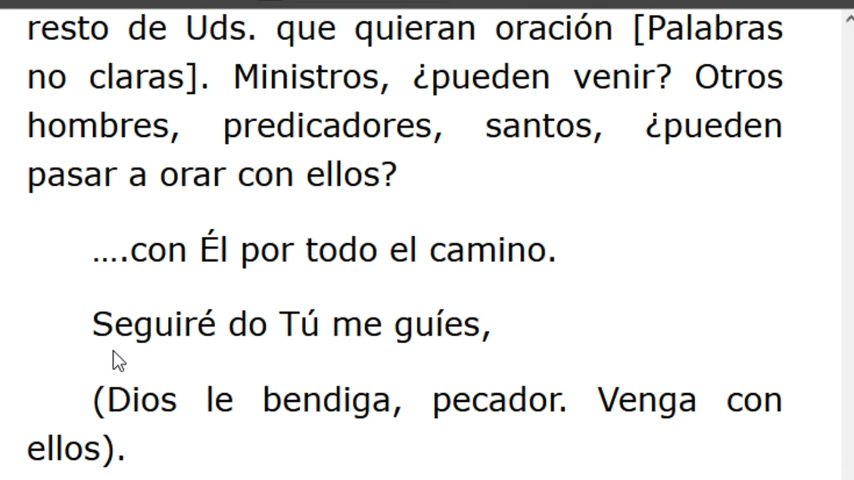 resto de Uds. que quieran oración [Palabras
no claras]. Ministros, ¿pueden venir? Otros
hombres, predicadores, santos, ¿pueden
pasar a orar con ellos?
….con Él por todo el camino.
Seguiré do Tú me guíes,
(Dios le bendiga, pecador. Venga con
ellos).